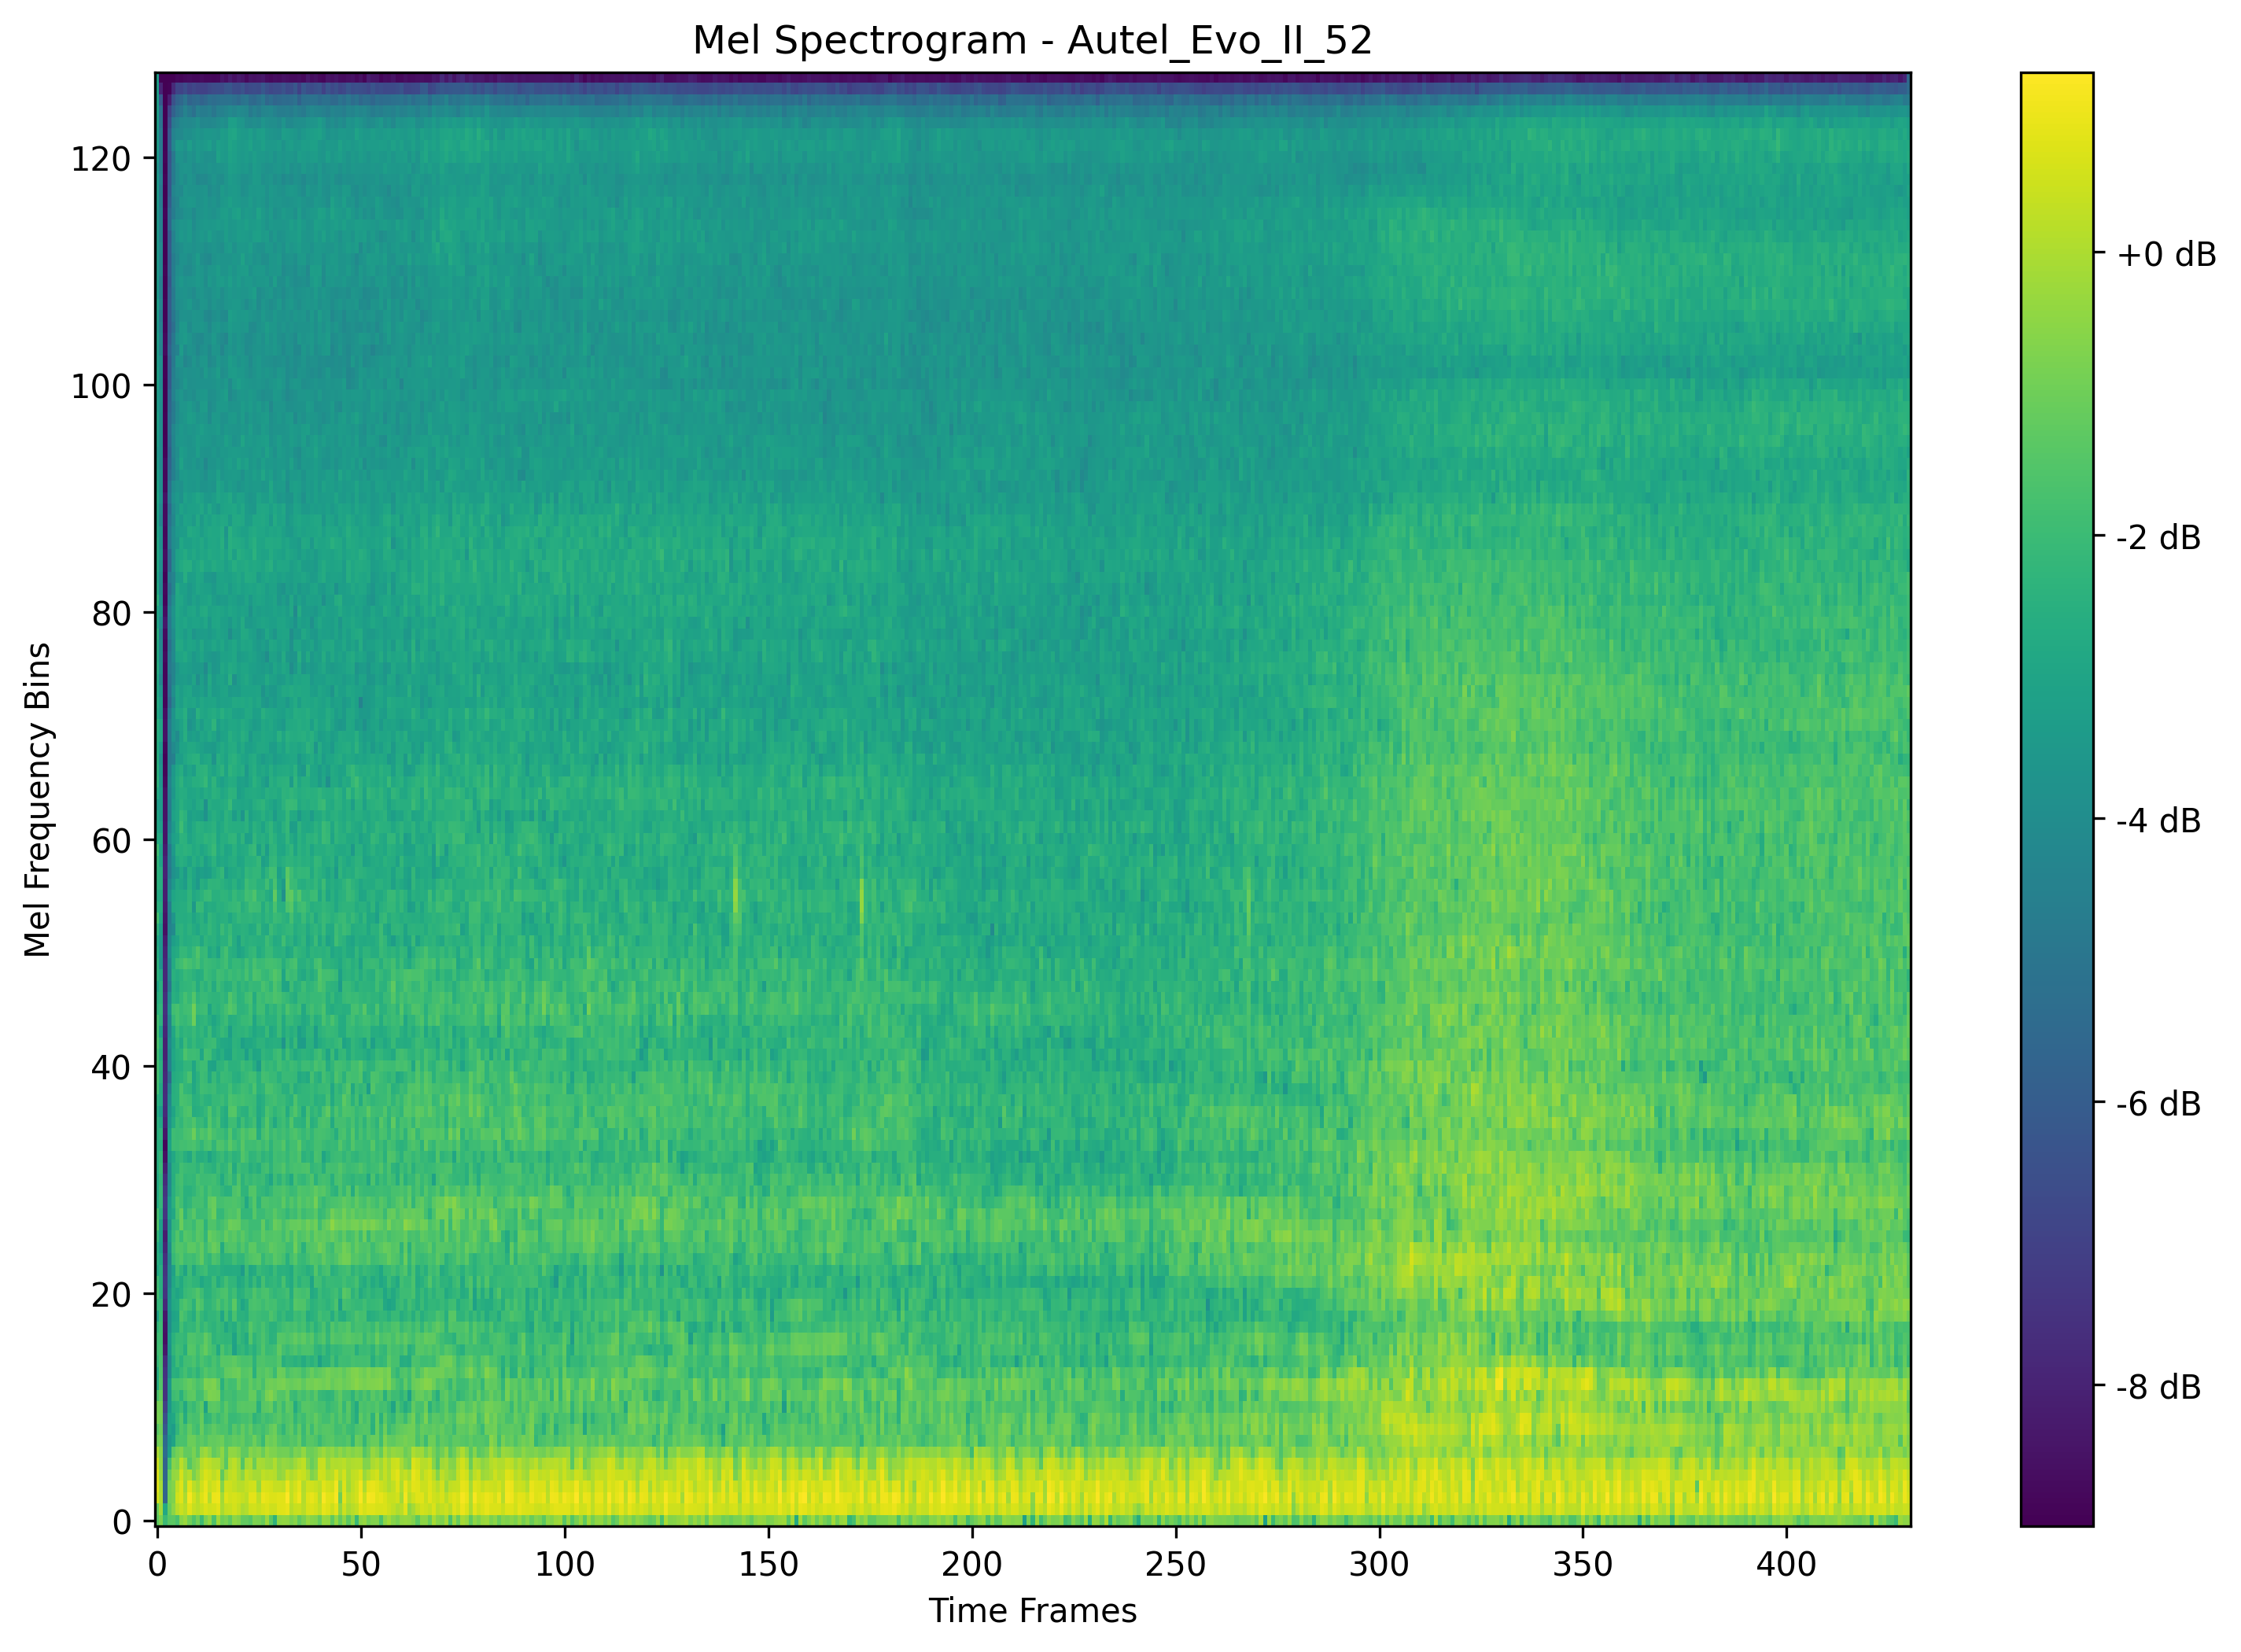 Mel Spectrogram - Autel_Evo_II_52
Mel Frequency Bins
120
100
80
60
40
20
0
0 50 100 150 200 250 300 350 400
Time Frames
+0 dB
-2 dB
-4 dB
-6 dB
-8 dB